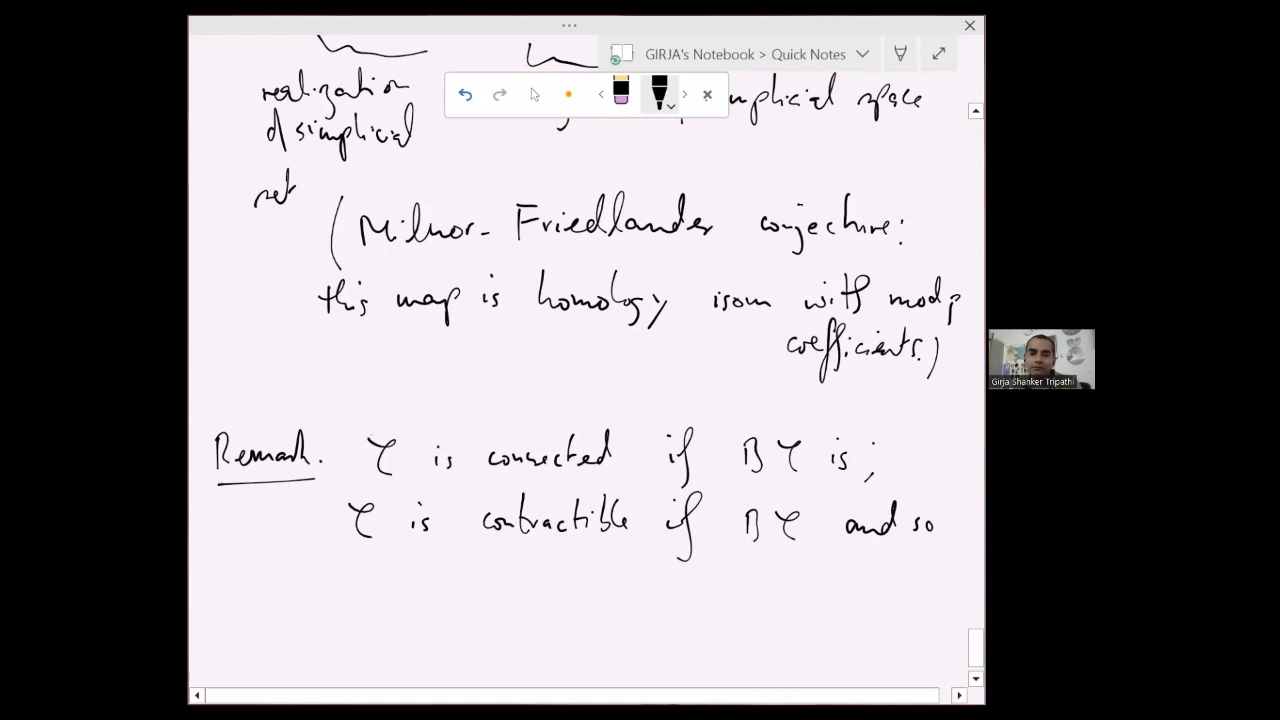 GIRJA's Notebook > Quick Notes
realization
of simplicial
set
simplicial space
(Milnor-Friedlander conjecture:
this map is homology isom with mod p
coefficients.)
Remark. C is connected if BC is;
C is contractible if BC and so
Girja Shanker Tripathi